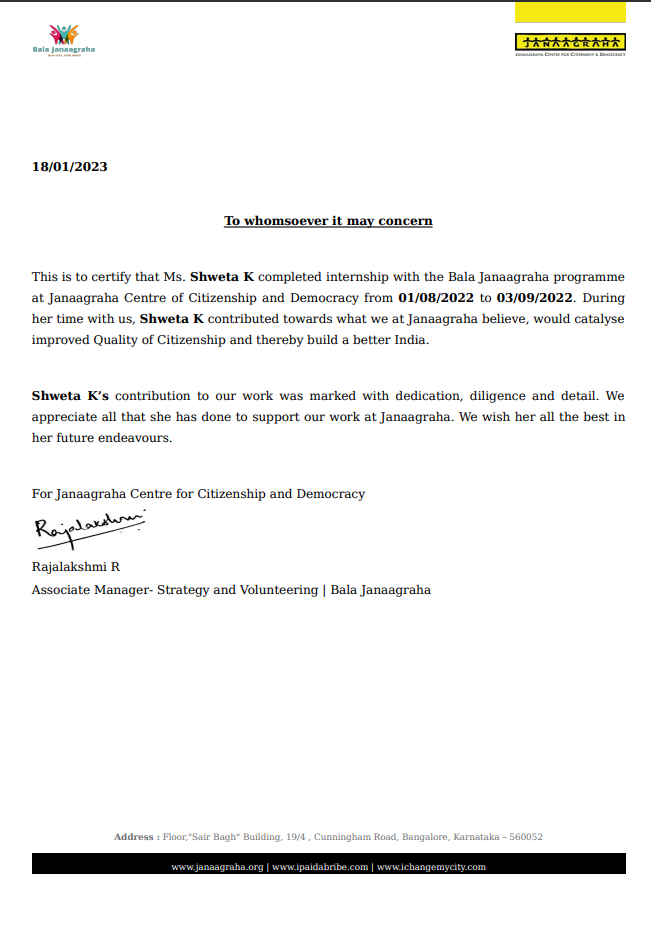 Bala Janaagraha
OUR CITY, OUR HANDS
JANAAGRAHA
JANAAGRAHA CENTRE FOR CITIZENSHIP & DEMOCRACY
18/01/2023
To whomsoever it may concern
This is to certify that Ms. Shweta K completed internship with the Bala Janaagraha programme
at Janaagraha Centre of Citizenship and Democracy from 01/08/2022 to 03/09/2022. During
her time with us, Shweta K contributed towards what we at Janaagraha believe, would catalyse
improved Quality of Citizenship and thereby build a better India.
Shweta K’s contribution to our work was marked with dedication, diligence and detail. We
appreciate all that she has done to support our work at Janaagraha. We wish her all the best in
her future endeavours.
For Janaagraha Centre for Citizenship and Democracy
Rajalakshmi
Rajalakshmi R
Associate Manager- Strategy and Volunteering | Bala Janaagraha
Address : Floor,"Sair Bagh" Building, 19/4 , Cunningham Road, Bangalore, Karnataka – 560052
www.janaagraha.org | www.ipaidabribe.com | www.ichangemycity.com